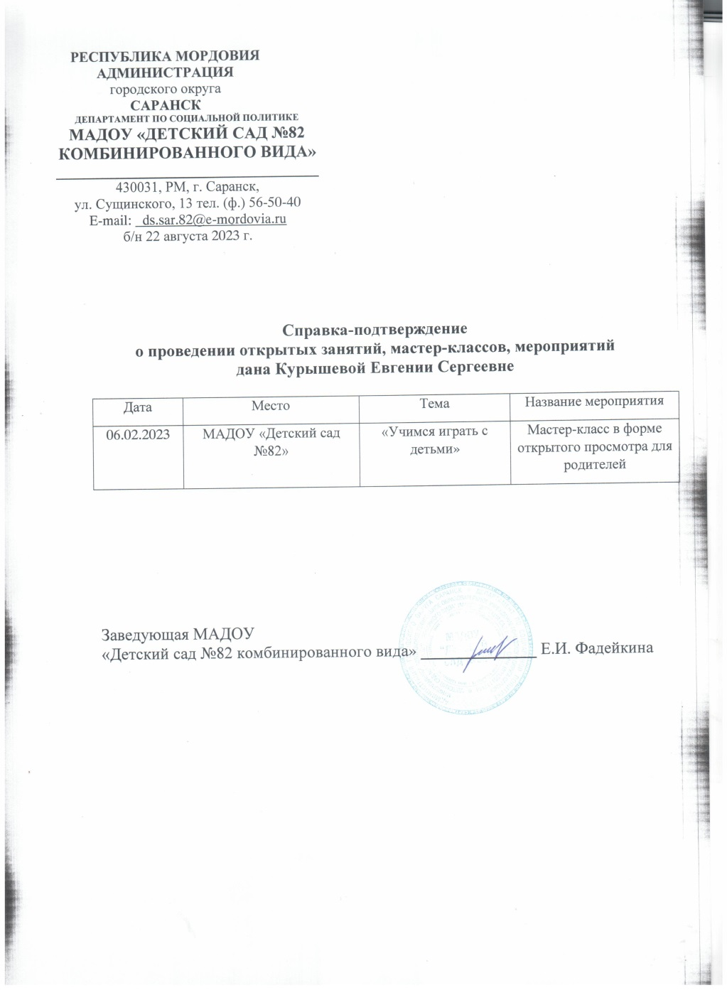 РЕСПУБЛИКА МОРДОВИЯ
АДМИНИСТРАЦИЯ
городского округа
САРАНСК
ДЕПАРТАМЕНТ ПО СОЦИАЛЬНОЙ ПОЛИТИКЕ
МАДОУ «ДЕТСКИЙ САД №82
КОМБИНИРОВАННОГО ВИДА»
430031, РМ, г. Саранск,
ул. Сущинского, 13 тел. (ф.) 56-50-40
E-mail: ds.sar.82@e-mordovia.ru
б/н 22 августа 2023 г.
Справка-подтверждение
о проведении открытых занятий, мастер-классов, мероприятий
дана Курышевой Евгении Сергеевне
Дата Место Тема Название мероприятия
06.02.2023 МАДОУ «Детский сад «Учимся играть с Мастер-класс в форме
№82» детьми» открытого просмотра для
родителей
Заведующая МАДОУ
«Детский сад №82 комбинированного вида» Е.И. Фадейкина